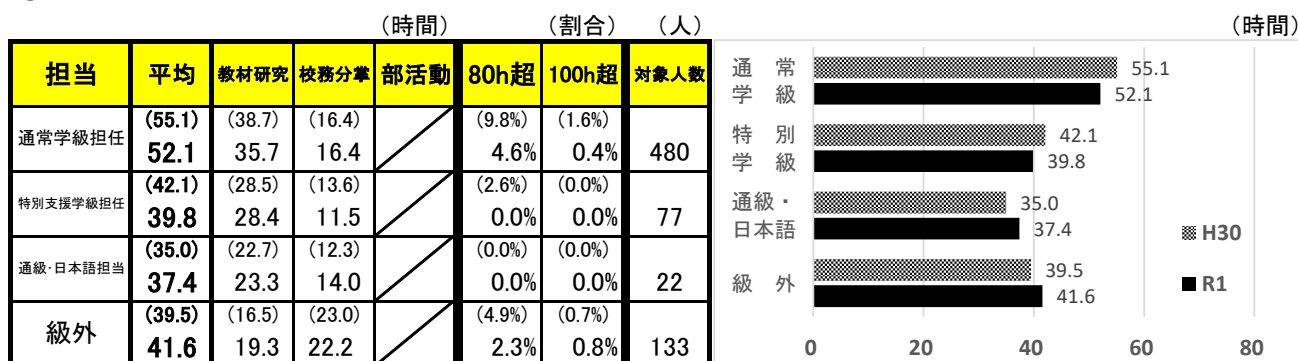 （時間） （割合） （人）
担当 平均 教材研究 校務分掌 部活動 80h超 100h超 対象人数
通常学級担任 (55.1) (38.7) (16.4) (9.8%) (1.6%)
52.1 35.7 16.4 4.6% 0.4% 480
特別支援学級担任 (42.1) (28.5) (13.6) (2.6%) (0.0%)
39.8 28.4 11.5 0.0% 0.0% 77
通級・日本語担当 (35.0) (22.7) (12.3) (0.0%) (0.0%)
37.4 23.3 14.0 0.0% 0.0% 22
級外 (39.5) (16.5) (23.0) (4.9%) (0.7%)
41.6 19.3 22.2 2.3% 0.8% 133
（時間）
通 常
学 級
55.1
52.1
特 別
学 級
42.1
39.8
通級・
日本語
35.0
37.4
級 外
39.5
41.6
H30
R1
0 20 40 60 80